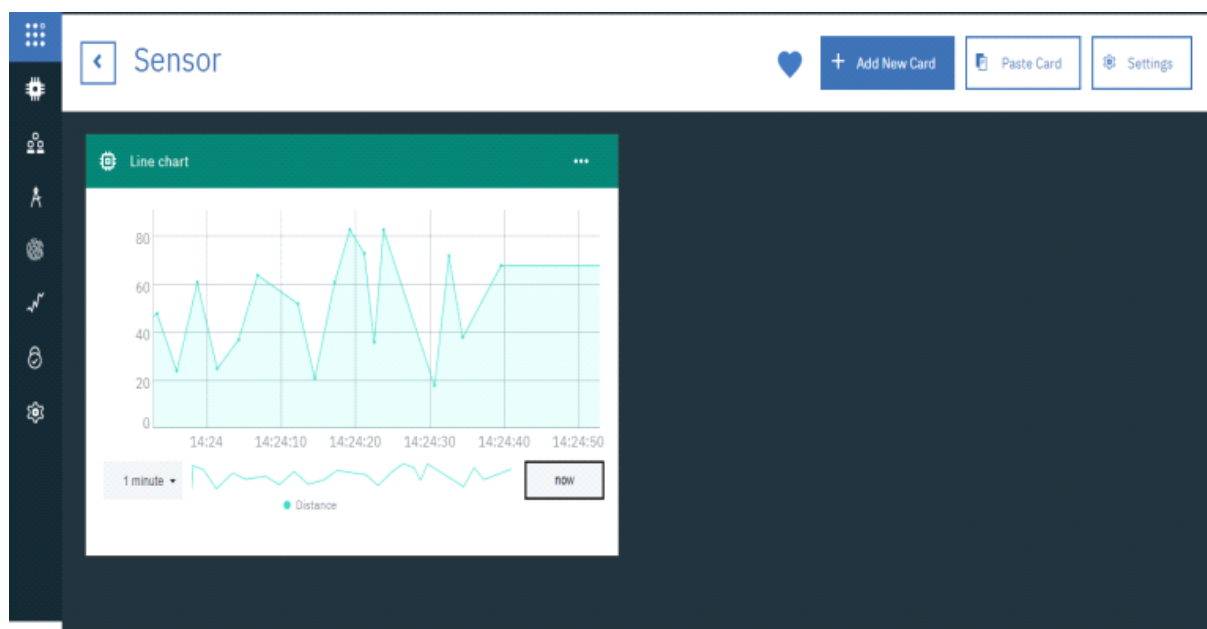 Sensor
+ Add New Card
Paste Card
Settings
Line chart
80
60
40
20
0
14:24 14:24:10 14:24:20 14:24:30 14:24:40 14:24:50
1 minute
now
Distance